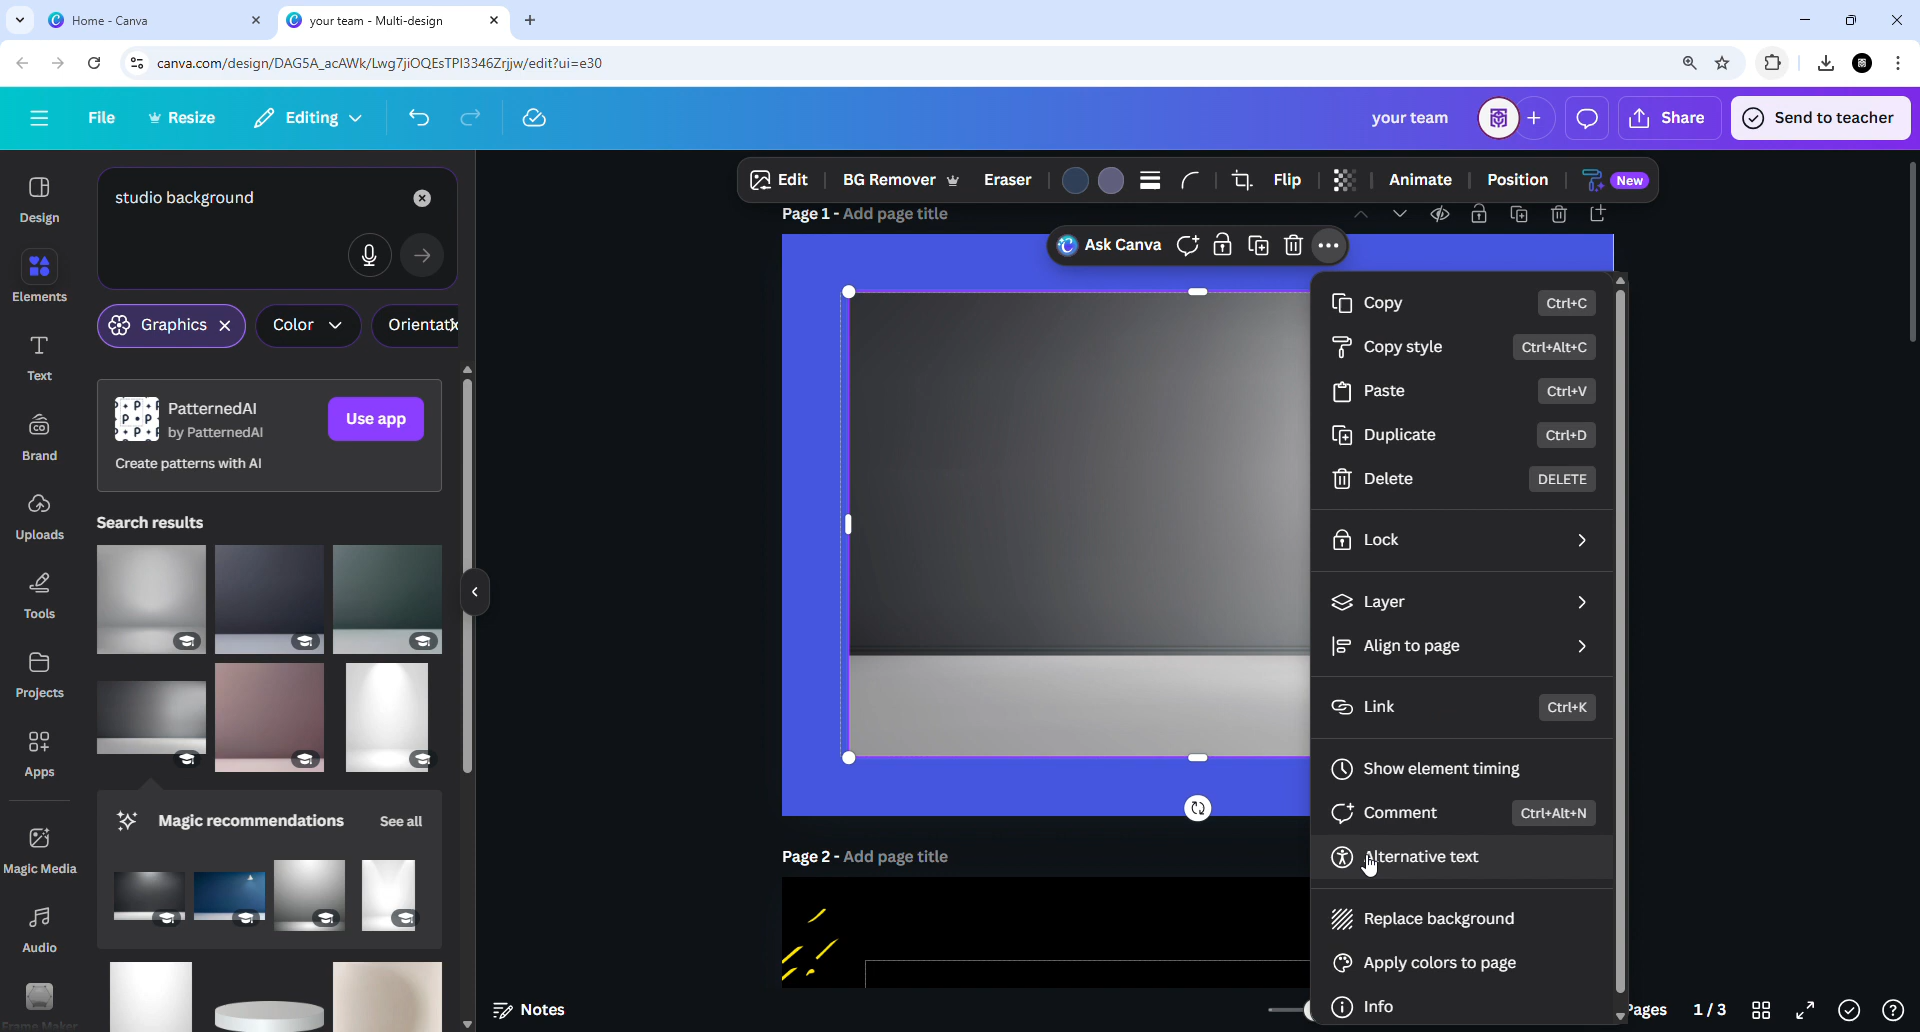 Home - Canva
your team - Multi-design
canva.com/design/DAG5A_acAWk/Lwg7jiOQEsTPI3346Zrjjw/edit?ui=e30
File
Resize
Editing
your team
Share
Send to teacher
Design
Elements
Text
Brand
Uploads
Tools
Projects
Apps
Magic Media
Audio
studio background
Graphics
Color
PatternedAI
by PatternedAI
Use app
Create patterns with AI
Search results
Magic recommendations
See all
Edit
BG Remover
Eraser
Flip
Animate
Position
New
Page 1 - Add page title
Ask Canva
Copy Ctrl+C
Copy style Ctrl+Alt+C
Paste Ctrl+V
Duplicate Ctrl+D
Delete DELETE
Lock
Layer
Align to page
Link Ctrl+K
Show element timing
Comment Ctrl+Alt+N
Alternative text
Replace background
Apply colors to page
Info
Page 2 - Add page title
Notes
Pages
1 / 3